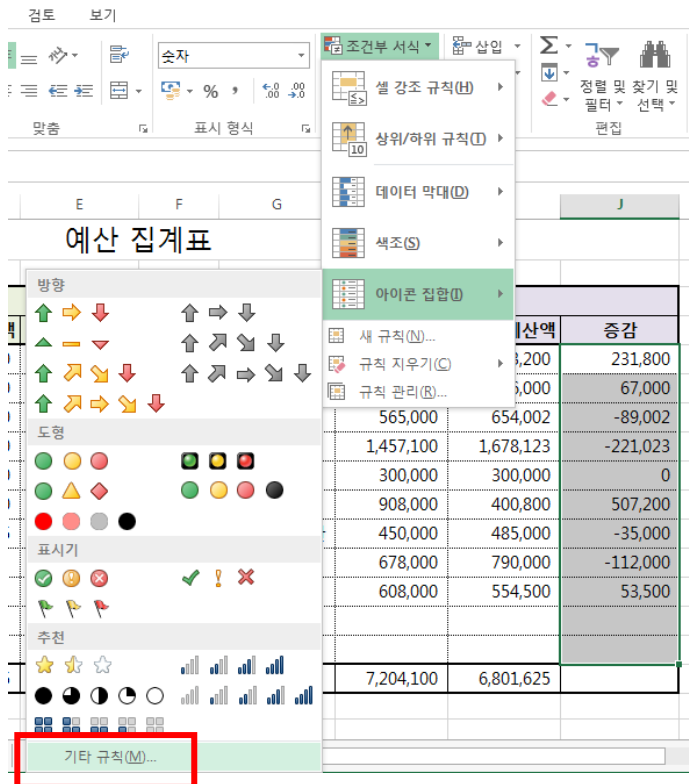 검토 보기
숫자
조건부 서식
삽입
% ,
정렬 및 찾기 및
필터 선택
맞춤 표시 형식 편집
셀 강조 규칙(H)
상위/하위 규칙(T)
10
데이터 막대(D)
색조(S)
아이콘 집합(I)
새 규칙(N)...
규칙 지우기(C)
규칙 관리(R)...
E F G J
예산 집계표
산액 증감
231,800
67,000
565,000 654,002 -89,002
1,457,100 1,678,123 -221,023
300,000 300,000 0
908,000 400,800 507,200
450,000 485,000 -35,000
678,000 790,000 -112,000
608,000 554,500 53,500
7,204,100 6,801,625
방향
도형
표시기
추천
기타 규칙(M)...